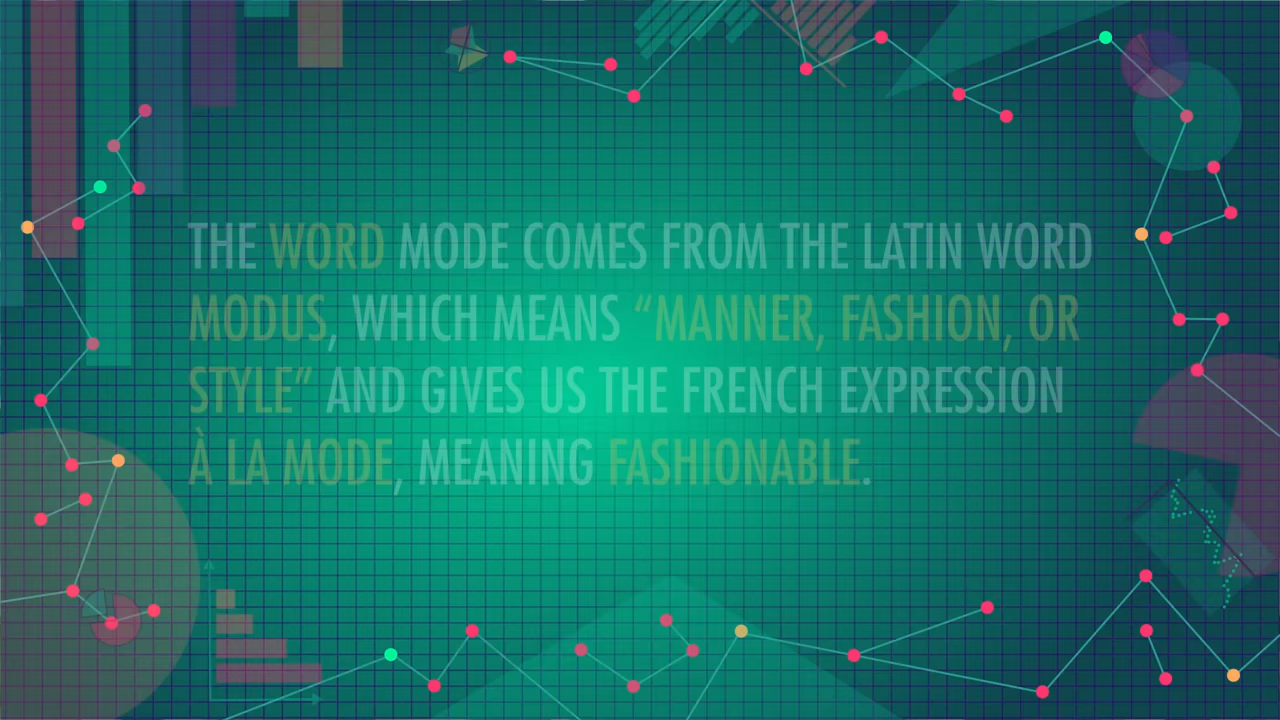 THE WORD MODE COMES FROM THE LATIN WORD
MODUS, WHICH MEANS “MANNER, FASHION, OR
STYLE” AND GIVES US THE FRENCH EXPRESSION
À LA MODE, MEANING FASHIONABLE.